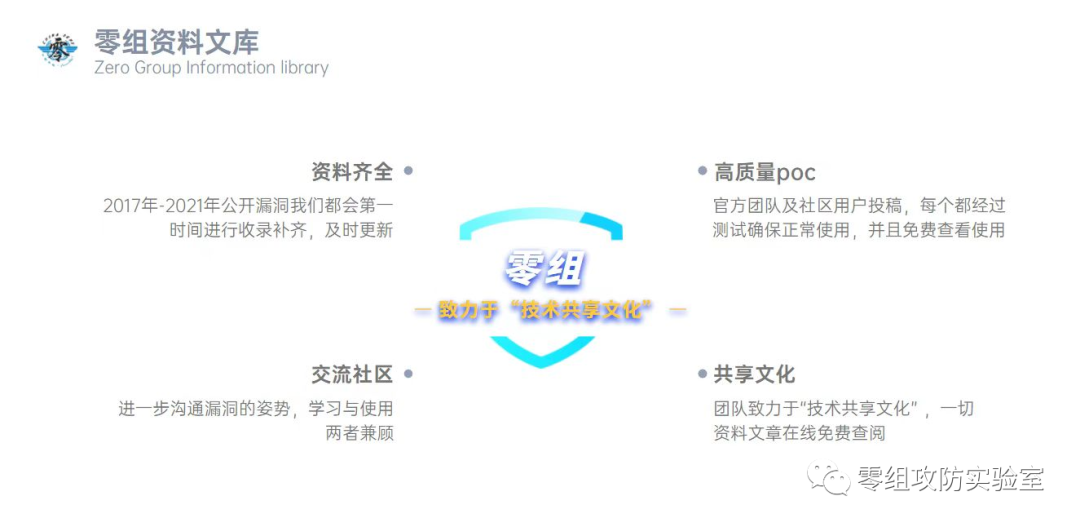 零组资料文库
Zero Group Information library
资料齐全
2017年-2021年公开漏洞我们都会第一
时间进行收录补齐，及时更新
高质量poc
官方团队及社区用户投稿，每个都经过
测试确保正常使用，并且免费查看使用
零组
致力于“技术共享文化”
交流社区
进一步沟通漏洞的姿势，学习与使用
两者兼顾
共享文化
团队致力于“技术共享文化”，一切
资料文章在线免费查阅
零组攻防实验室